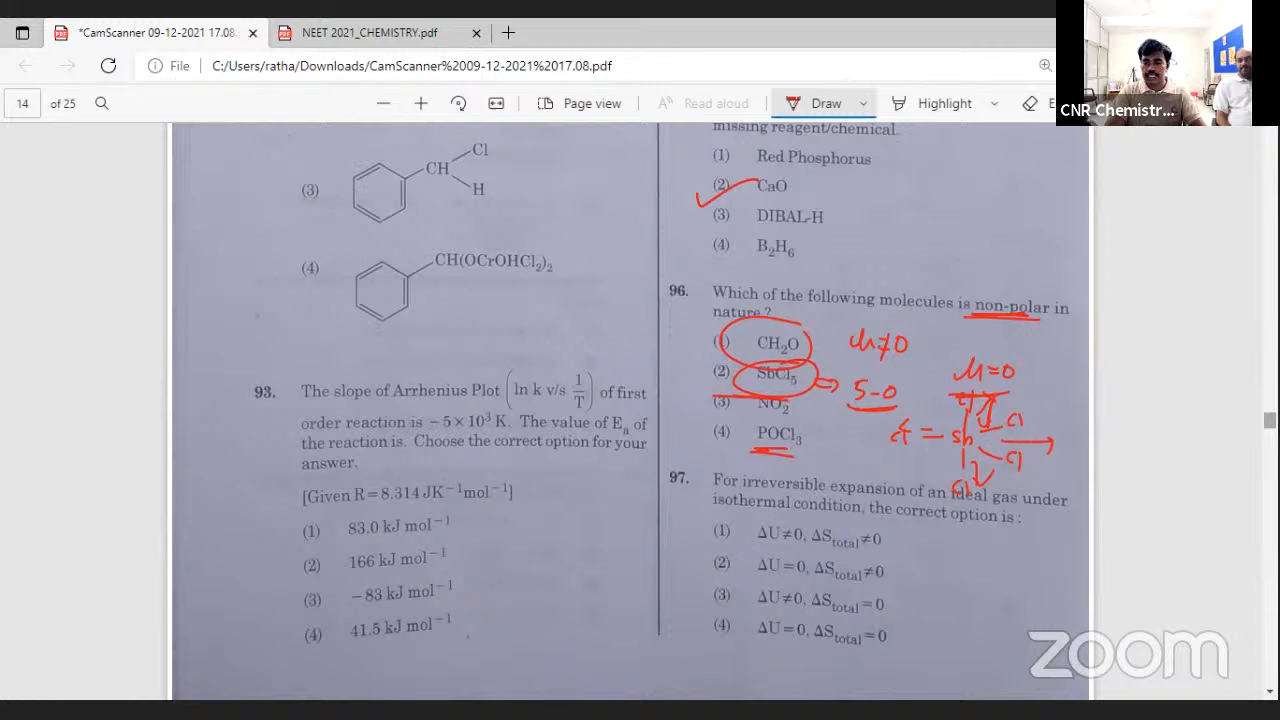 *CamScanner 09-12-2021 17.08.
NEET 2021_CHEMISTRY.pdf
File
C:/Users/ratha/Downloads/CamScanner%2009-12-2021%2017.08.pdf
14 of 25
Page view
Read aloud
Draw
Highlight
E
CNR Chemistr...
(3)
CH
Cl
H
(4)
CH(OCrOHCl₂)₂
93. The slope of Arrhenius Plot (ln k v/s 1/T) of first
order reaction is −5×10³ K. The value of Eₐ of
the reaction is. Choose the correct option for your
answer.
[Given R=8.314 JK⁻¹mol⁻¹]
(1) 83.0 kJ mol⁻¹
(2) 166 kJ mol⁻¹
(3) −83 kJ mol⁻¹
(4) 41.5 kJ mol⁻¹
missing reagent/chemical.
(1) Red Phosphorus
(2) CaO
(3) DIBAL-H
(4) B₂H₆
96. Which of the following molecules is non-polar in
nature ?
(1) CH₂O
μ≠0
(2) SbCl₅ ⇒ 5-0
(3) NO₂
(4) POCl₃
μ=0
Cl
Sb
Cl
Cl
97. For irreversible expansion of an ideal gas under
isothermal condition, the correct option is :
(1) ΔU≠0, ΔS_total≠0
(2) ΔU=0, ΔS_total≠0
(3) ΔU≠0, ΔS_total=0
(4) ΔU=0, ΔS_total=0
zoom